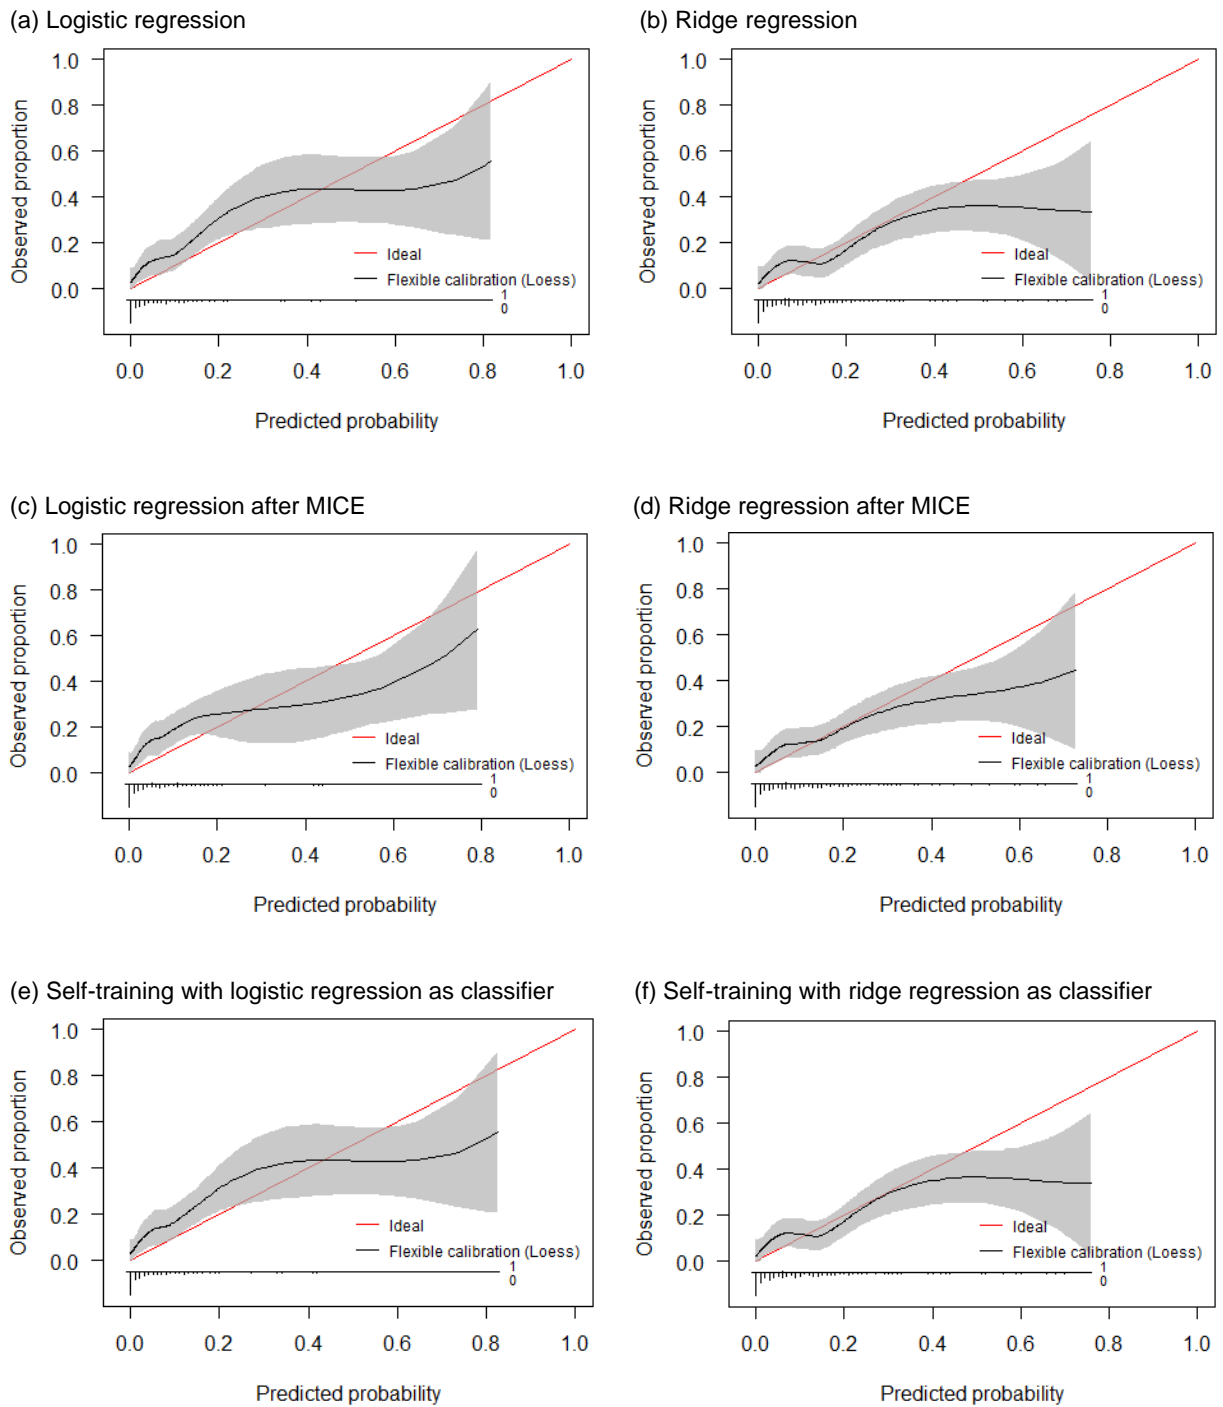 (a) Logistic regression
(b) Ridge regression
1.0
0.8
0.6
0.4
0.2
0.0
Observed proportion
Ideal
Flexible calibration (Loess)
1
0
0.0 0.2 0.4 0.6 0.8 1.0
Predicted probability
1.0
0.8
0.6
0.4
0.2
0.0
Observed proportion
Ideal
Flexible calibration (Loess)
1
0
0.0 0.2 0.4 0.6 0.8 1.0
Predicted probability
(c) Logistic regression after MICE
(d) Ridge regression after MICE
1.0
0.8
0.6
0.4
0.2
0.0
Observed proportion
Ideal
Flexible calibration (Loess)
1
0
0.0 0.2 0.4 0.6 0.8 1.0
Predicted probability
1.0
0.8
0.6
0.4
0.2
0.0
Observed proportion
Ideal
Flexible calibration (Loess)
1
0
0.0 0.2 0.4 0.6 0.8 1.0
Predicted probability
(e) Self-training with logistic regression as classifier
(f) Self-training with ridge regression as classifier
1.0
0.8
0.6
0.4
0.2
0.0
Observed proportion
Ideal
Flexible calibration (Loess)
1
0
0.0 0.2 0.4 0.6 0.8 1.0
Predicted probability
1.0
0.8
0.6
0.4
0.2
0.0
Observed proportion
Ideal
Flexible calibration (Loess)
1
0
0.0 0.2 0.4 0.6 0.8 1.0
Predicted probability